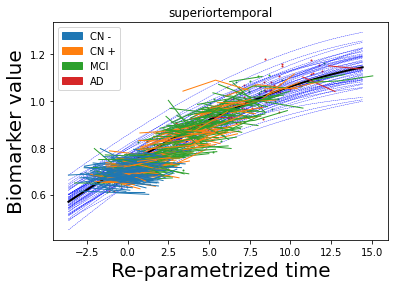 superiortemporal
CN -
CN +
MCI
AD
Biomarker value
1.2
1.0
0.8
0.6
−2.5 0.0 2.5 5.0 7.5 10.0 12.5 15.0
Re-parametrized time